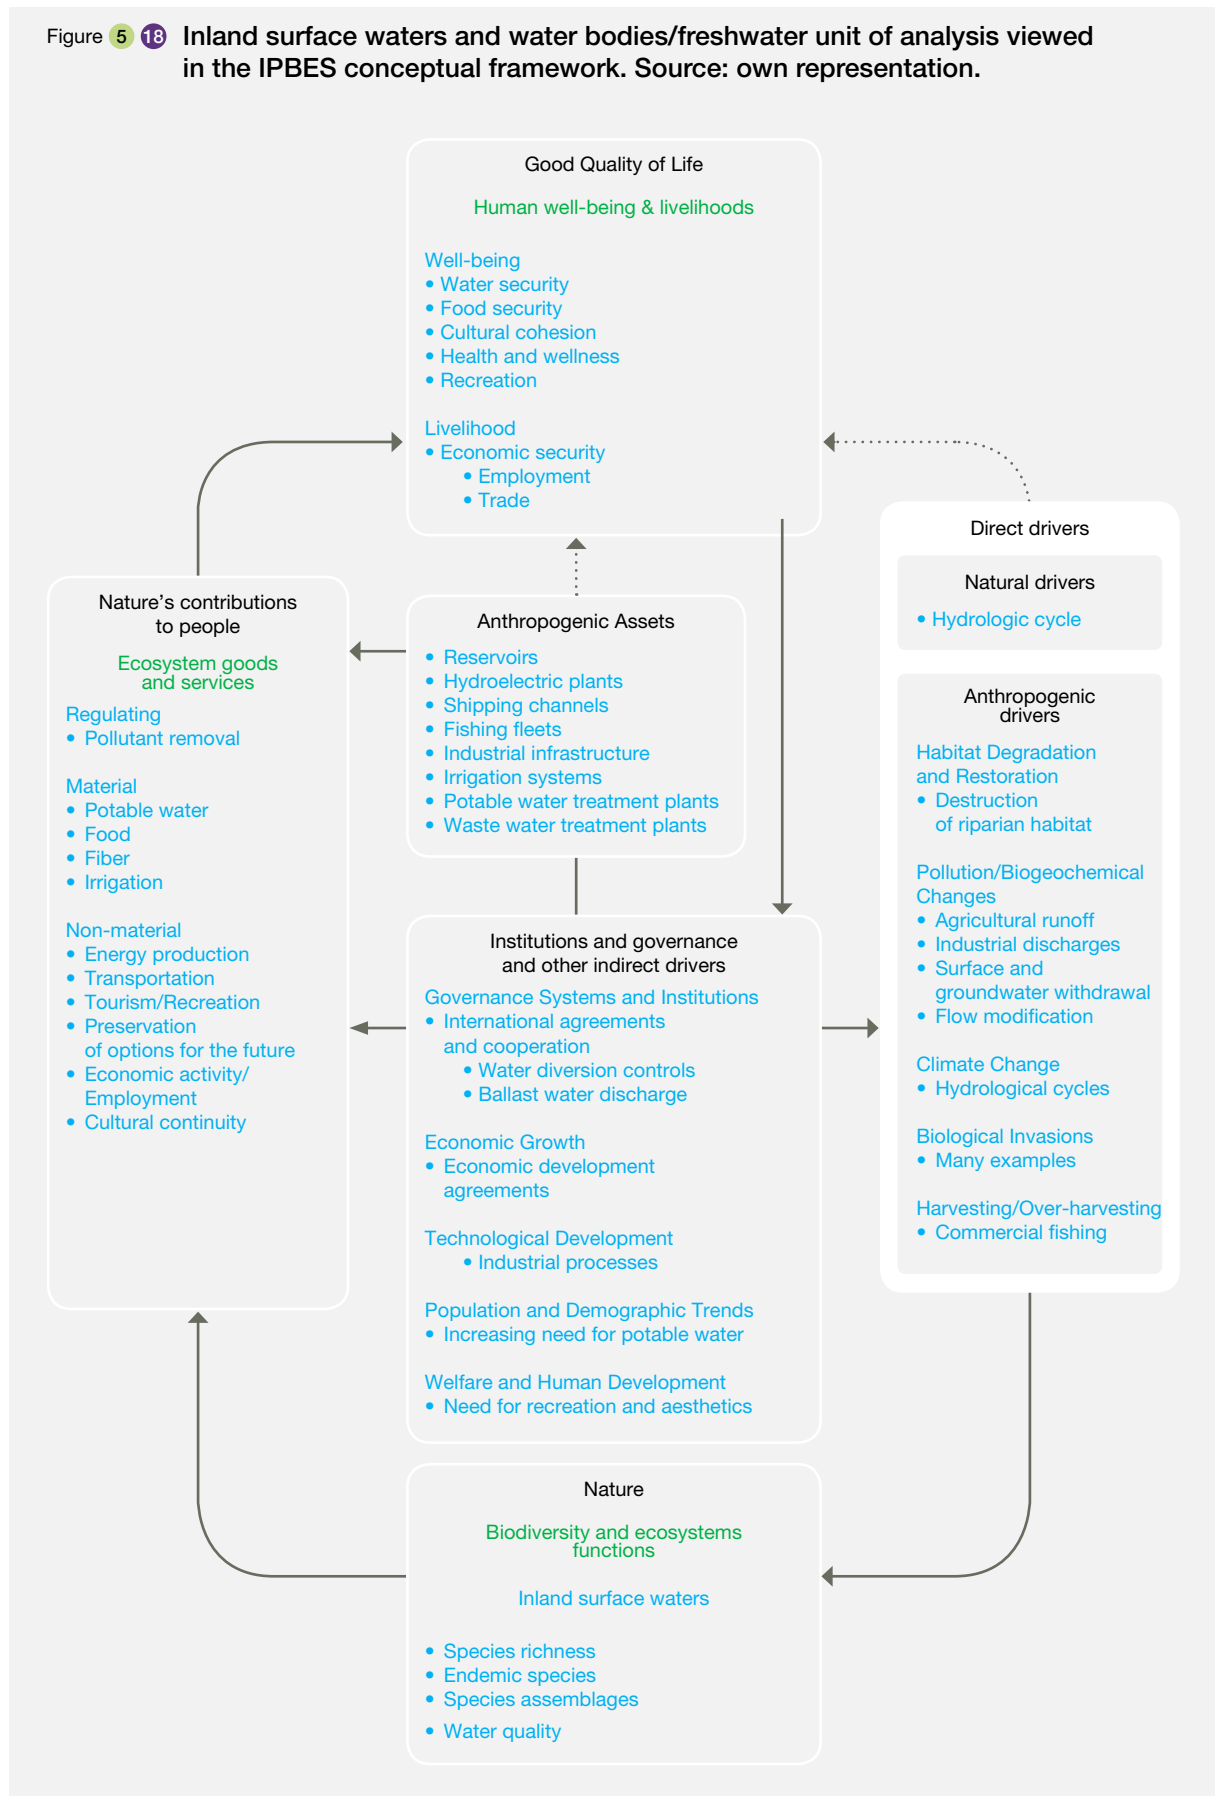 Figure 5 18 Inland surface waters and water bodies/freshwater unit of analysis viewed
in the IPBES conceptual framework. Source: own representation.
Good Quality of Life
Human well-being & livelihoods
Well-being
• Water security
• Food security
• Cultural cohesion
• Health and wellness
• Recreation
Livelihood
• Economic security
• Employment
• Trade
Nature's contributions
to people
Ecosystem goods
and services
Regulating
• Pollutant removal
Material
• Potable water
• Food
• Fiber
• Irrigation
Non-material
• Energy production
• Transportation
• Tourism/Recreation
• Preservation
of options for the future
• Economic activity/
Employment
• Cultural continuity
Anthropogenic Assets
• Reservoirs
• Hydroelectric plants
• Shipping channels
• Fishing fleets
• Industrial infrastructure
• Irrigation systems
• Potable water treatment plants
• Waste water treatment plants
Institutions and governance
and other indirect drivers
Governance Systems and Institutions
• International agreements
and cooperation
• Water diversion controls
• Ballast water discharge
Economic Growth
• Economic development
agreements
Technological Development
• Industrial processes
Population and Demographic Trends
• Increasing need for potable water
Welfare and Human Development
• Need for recreation and aesthetics
Direct drivers
Natural drivers
• Hydrologic cycle
Anthropogenic
drivers
Habitat Degradation
and Restoration
• Destruction
of riparian habitat
Pollution/Biogeochemical
Changes
• Agricultural runoff
• Industrial discharges
• Surface and
groundwater withdrawal
• Flow modification
Climate Change
• Hydrological cycles
Biological Invasions
• Many examples
Harvesting/Over-harvesting
• Commercial fishing
Nature
Biodiversity and ecosystems
functions
Inland surface waters
• Species richness
• Endemic species
• Species assemblages
• Water quality